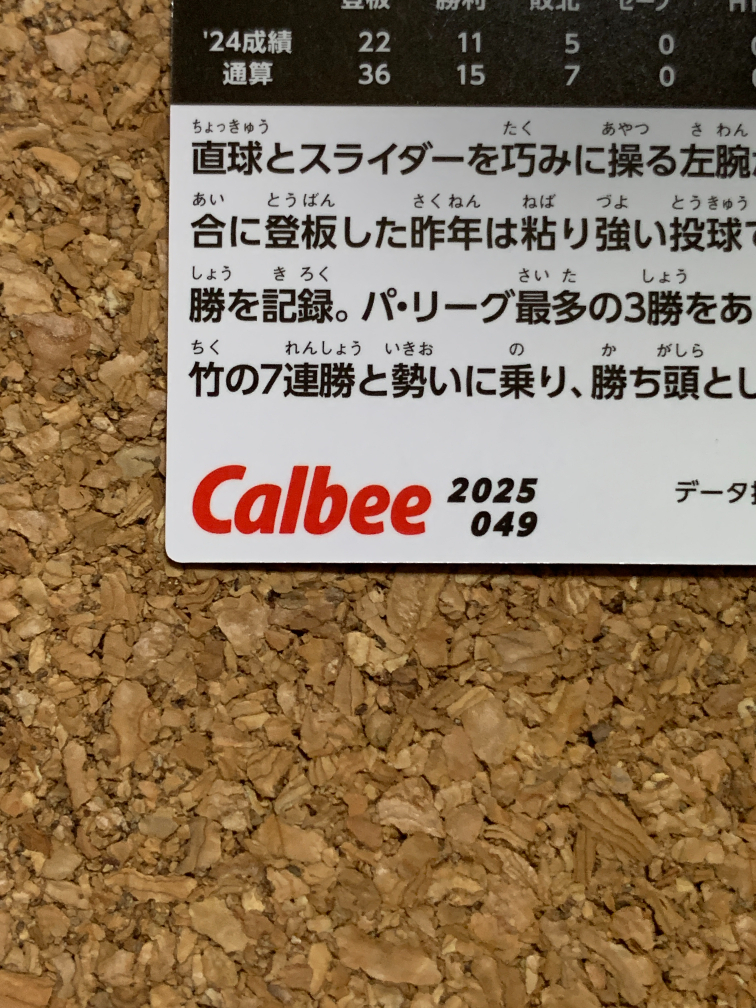 登板 勝利 敗北 セーブ
'24成績 22 11 5 0
通算 36 15 7 0
ちょっきゅう たく あやつ さ わん
直球とスライダーを巧みに操る左腕
あい とうばん さくねん ねば づよ とうきゅう
合に登板した昨年は粘り強い投球
しょう き ろく さい た しょう
勝を記録。パ・リーグ最多の3勝をあ
ちく れんしょう いきお の か がしら
竹の7連勝と勢いに乗り、勝ち頭とし
Calbee 2025
049
データ